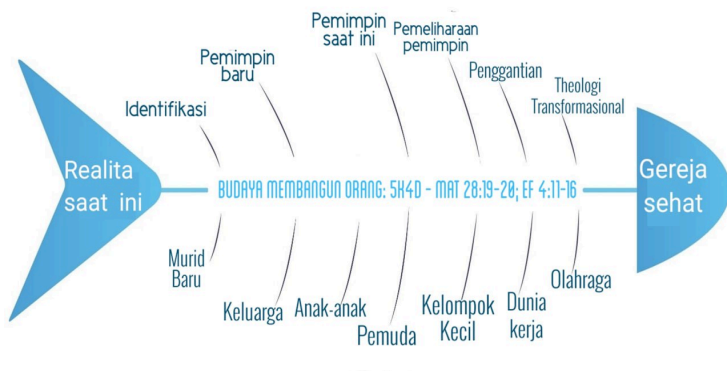 Pemimpin
saat ini
Pemeliharaan
pemimpin
Pemimpin
baru
Penggantian
Theologi
Transformasional
Identifikasi
Realita
saat ini
BUDAYA MEMBANGUN ORANG: 5H4D - MAT 28:19-20; EF 4:11-16
Gereja
sehat
Murid
Baru
Keluarga
Anak-anak
Pemuda
Kelompok
Kecil
Dunia
kerja
Olahraga